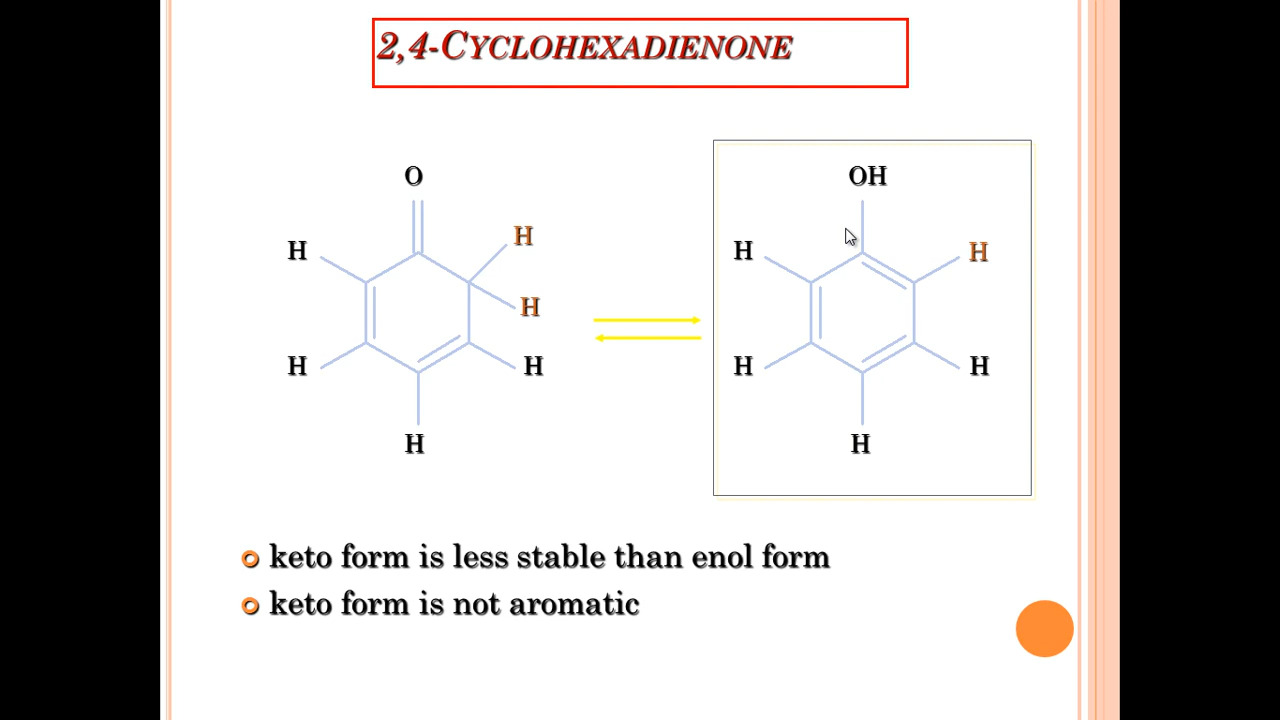 2,4-CYCLOHEXADIENONE
O
H
H
H
H
H
H
OH
H
H
H
H
H
keto form is less stable than enol form
keto form is not aromatic